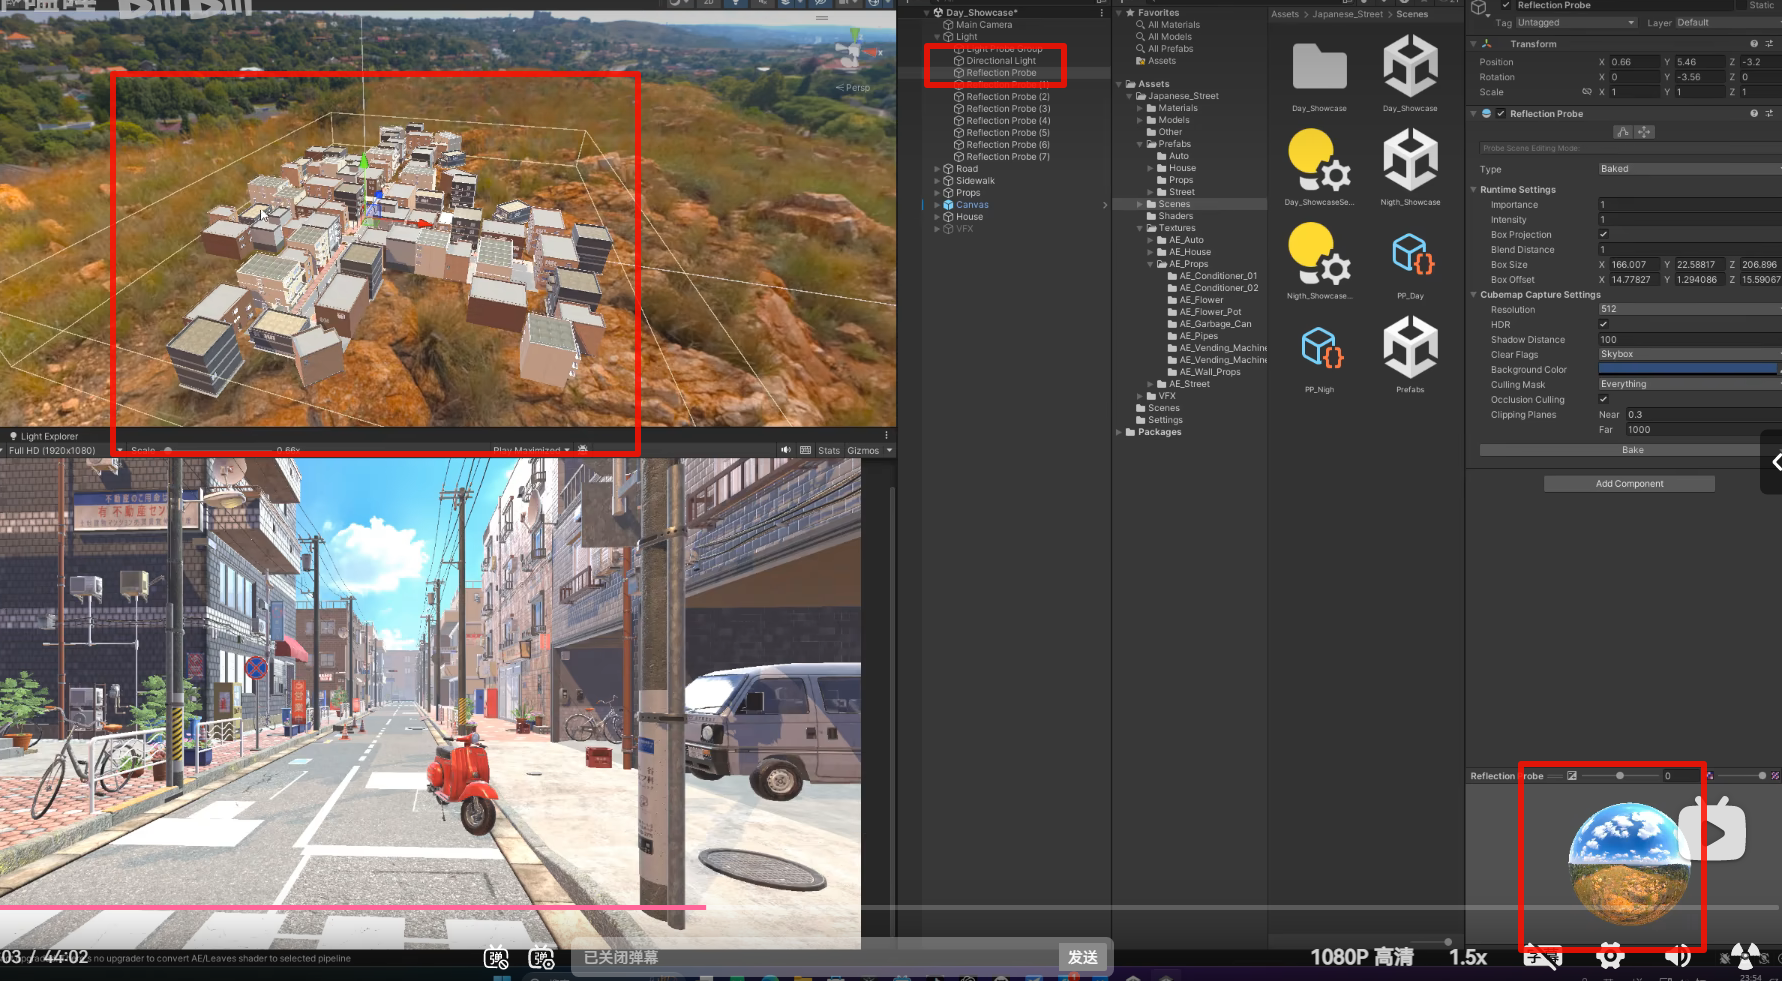 Day_Showcase*
Main Camera
Light
Light Probe Group
Directional Light
Reflection Probe
Reflection Probe (1)
Reflection Probe (2)
Reflection Probe (3)
Reflection Probe (4)
Reflection Probe (5)
Reflection Probe (6)
Reflection Probe (7)
Road
Sidewalk
Props
Canvas
House
VFX
Favorites
All Materials
All Models
All Prefabs
Assets
Assets
Japanese_Street
Materials
Models
Other
Prefabs
Auto
House
Props
Street
Scenes
Shaders
Textures
AE_Auto
AE_House
AE_Props
AE_Conditioner_01
AE_Conditioner_02
AE_Flower
AE_Flower_Pot
AE_Garbage_Can
AE_Pipes
AE_Vending_Machine
AE_Vending_Machine
AE_Wall_Props
AE_Street
VFX
Scenes
Settings
Packages
Assets > Japanese_Street > Scenes
Day_Showcase
Day_Showcase
Day_ShowcaseSe...
Nigth_Showcase
Nigth_Showcase...
PP_Day
PP_Nigh
Prefabs
Reflection Probe
Static
Tag Untagged
Layer Default
Transform
Position X 0.66 Y 5.46 Z -3.2
Rotation X 0 Y -3.56 Z 0
Scale X 1 Y 1 Z 1
Reflection Probe
Probe Scene Editing Mode:
Type Baked
Runtime Settings
Importance 1
Intensity 1
Box Projection
Blend Distance 1
Box Size X 166.007 Y 22.58817 Z 206.896
Box Offset X 14.77827 Y 1.294086 Z 15.59067
Cubemap Capture Settings
Resolution 512
HDR
Shadow Distance 100
Clear Flags Skybox
Background Color
Culling Mask Everything
Occlusion Culling
Clipping Planes Near 0.3
Far 1000
Bake
Add Component
Reflection Probe 0
Persp
Light Explorer
Full HD (1920x1080)
Scale 0.66x
Play Maximized
Stats
Gizmos
不動産のご用命は
有 不動産セン
03 / 44:02
no upgrader to convert AE/Leaves shader to selected pipeline
弹
弹
已关闭弹幕
发送
1080P 高清
1.5x
字幕
23:54